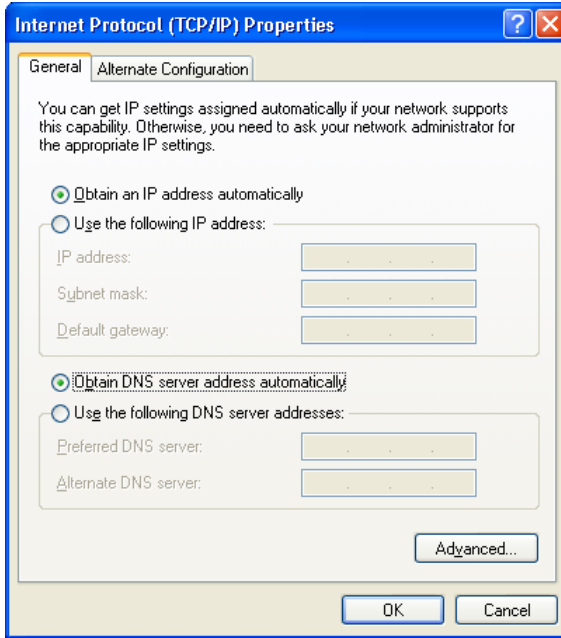 Internet Protocol (TCP/IP) Properties
General
Alternate Configuration
You can get IP settings assigned automatically if your network supports
this capability. Otherwise, you need to ask your network administrator for
the appropriate IP settings.
Obtain an IP address automatically
Use the following IP address:
IP address:
Subnet mask:
Default gateway:
Obtain DNS server address automatically
Use the following DNS server addresses:
Preferred DNS server:
Alternate DNS server:
Advanced...
OK
Cancel